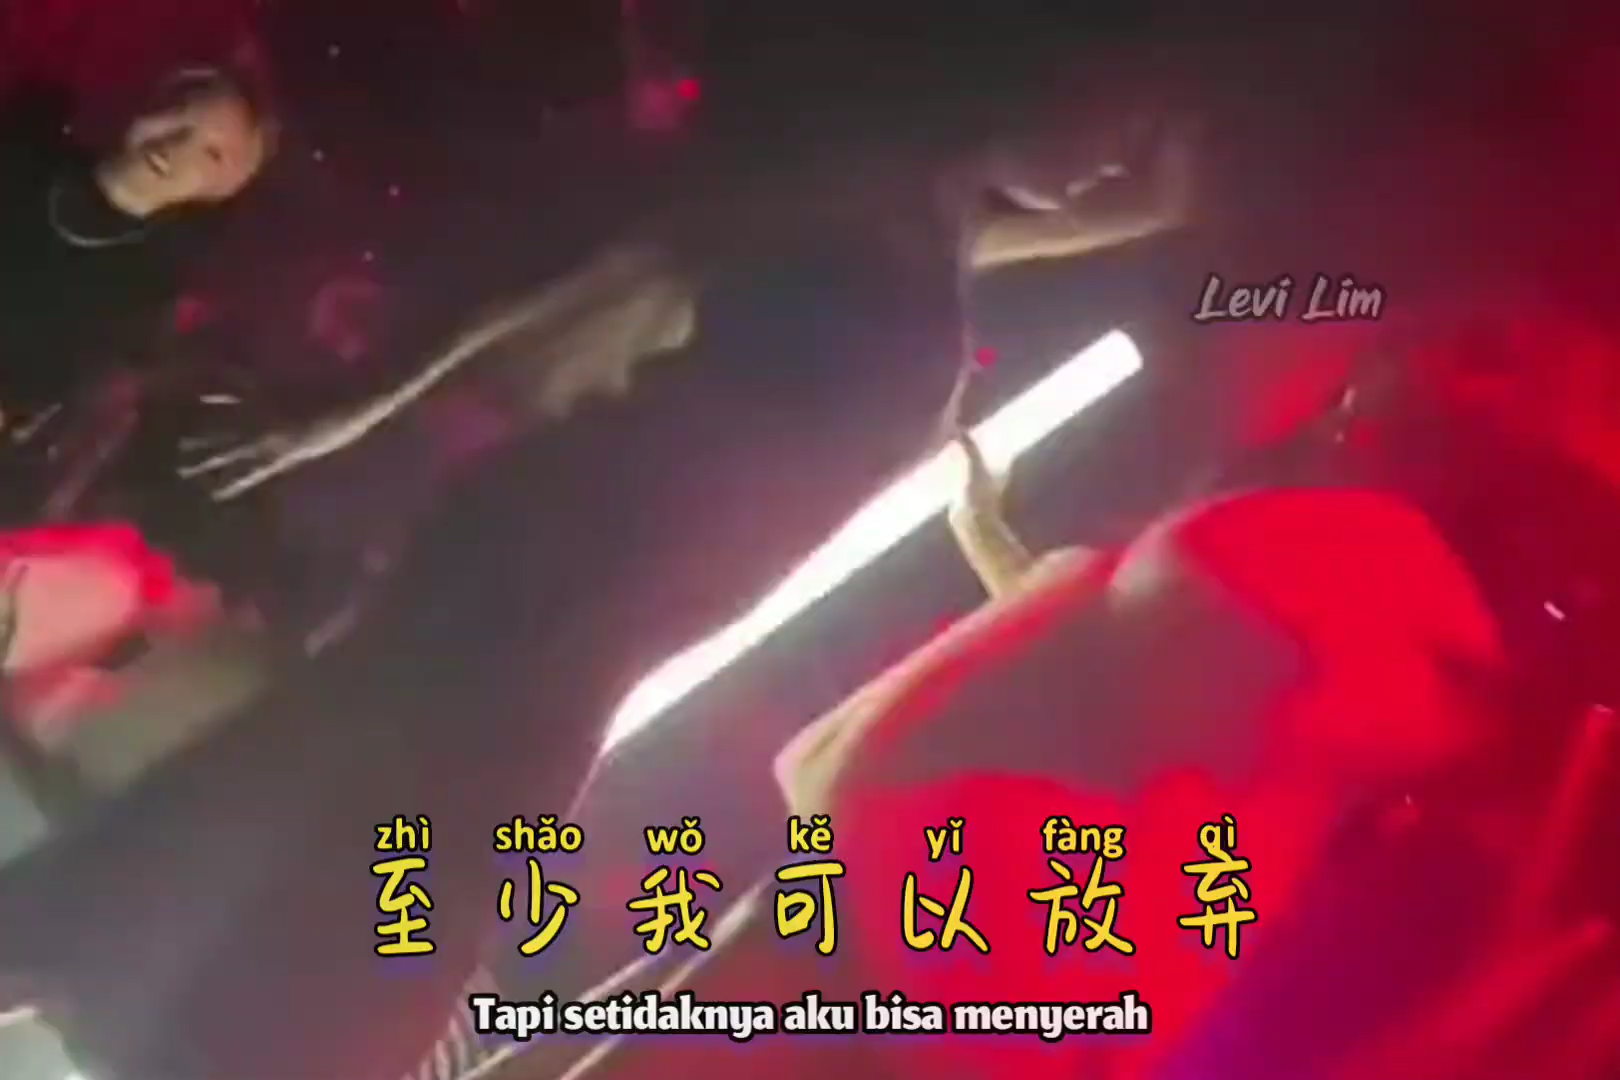 Levi Lim
zhì shǎo wǒ kě yǐ fàng qì
至少我可以放弃
Tapi setidaknya aku bisa menyerah